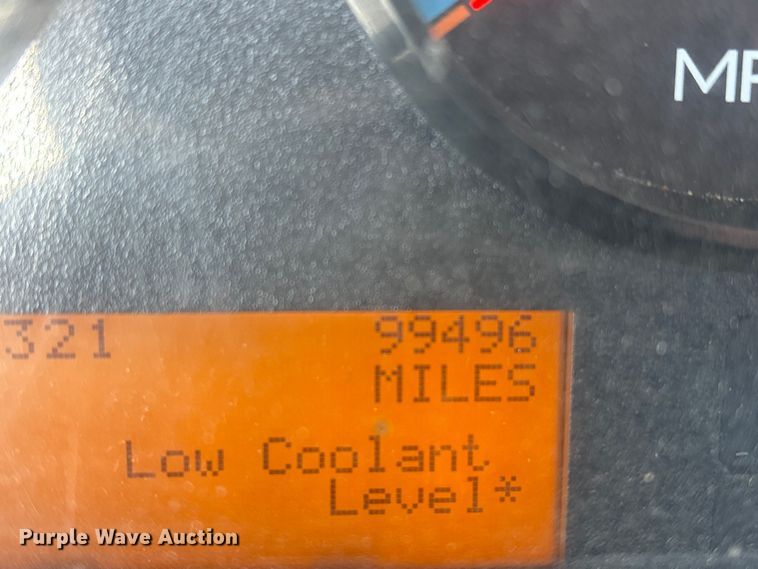 MP
321 99496
MILES
Low Coolant
Level*
Purple Wave Auction